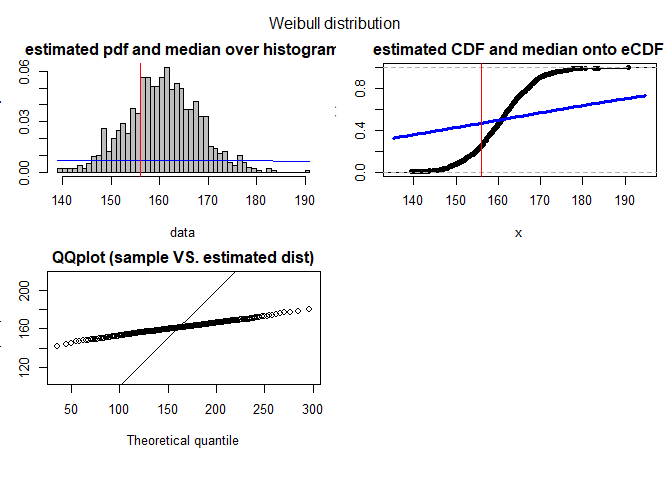 Weibull distribution
estimated pdf and median over histogram
0.00 0.03 0.06
140 150 160 170 180 190
data
estimated CDF and median onto eCDF
0.0 0.4 0.8
140 150 160 170 180 190
x
QQplot (sample VS. estimated dist)
120 160 200
50 100 150 200 250 300
Theoretical quantile